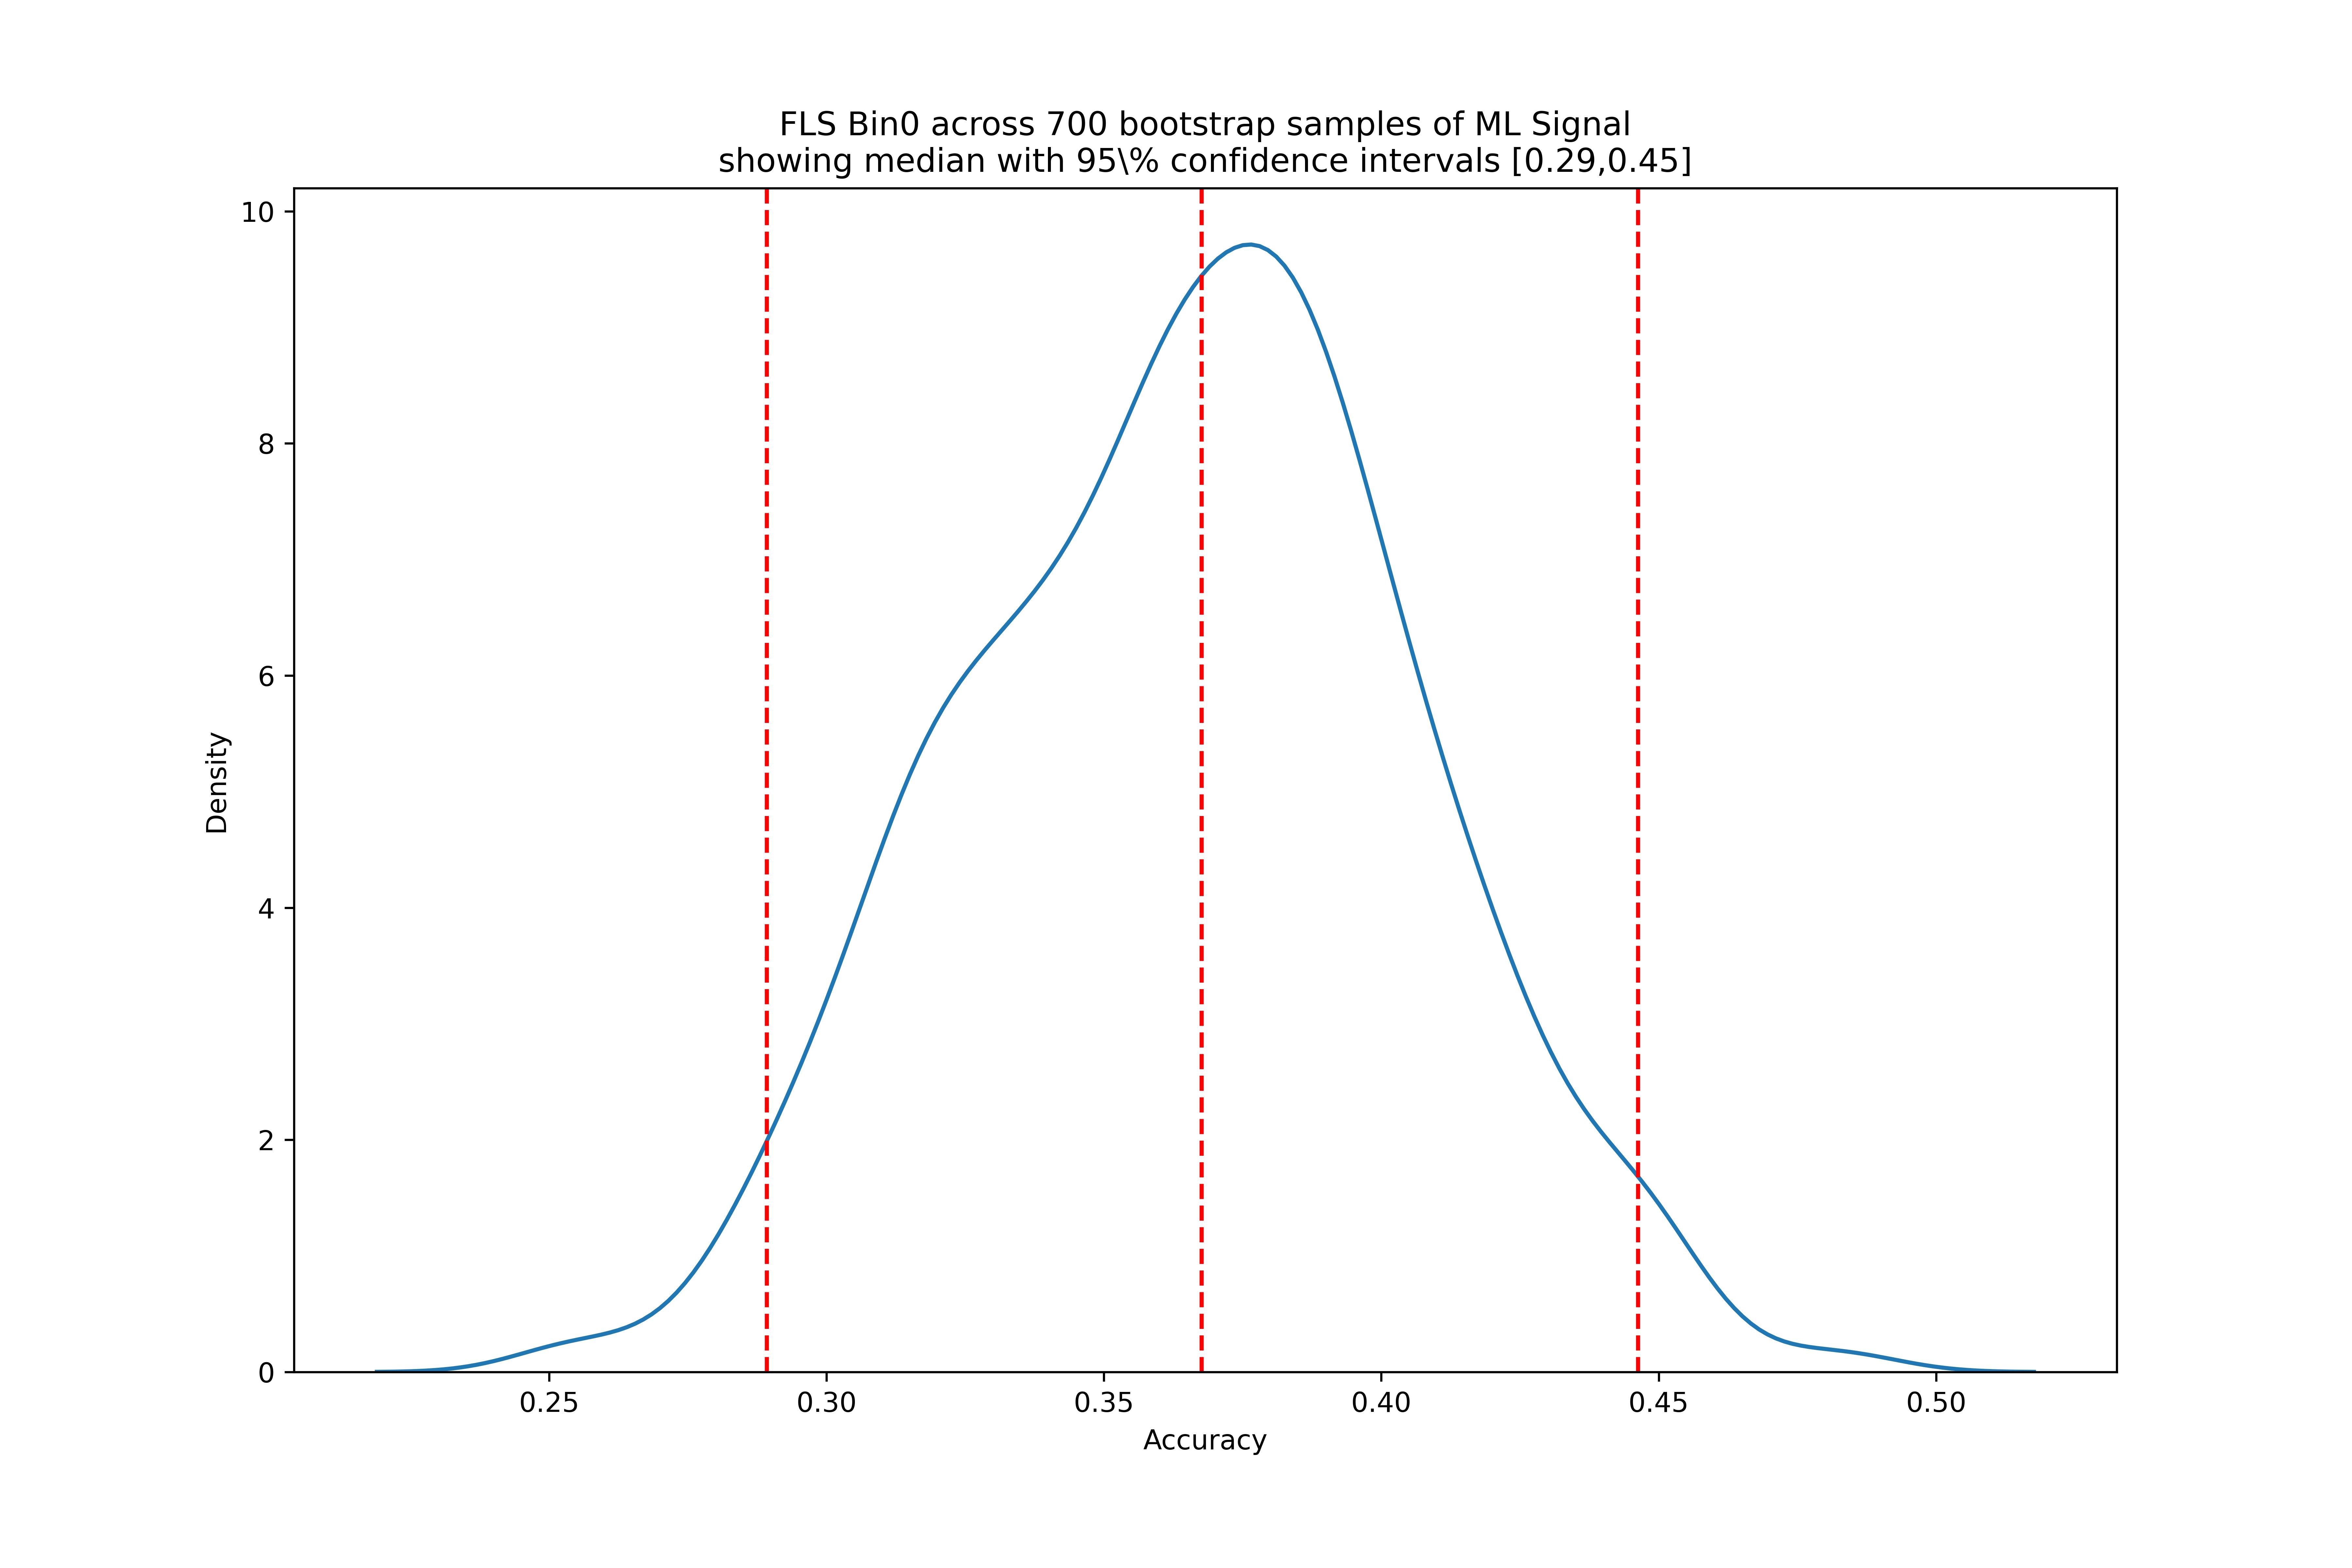 FLS Bin0 across 700 bootstrap samples of ML Signal
showing median with 95\% confidence intervals [0.29,0.45]
10
8
6
4
2
0
Density
0.25 0.30 0.35 0.40 0.45 0.50
Accuracy